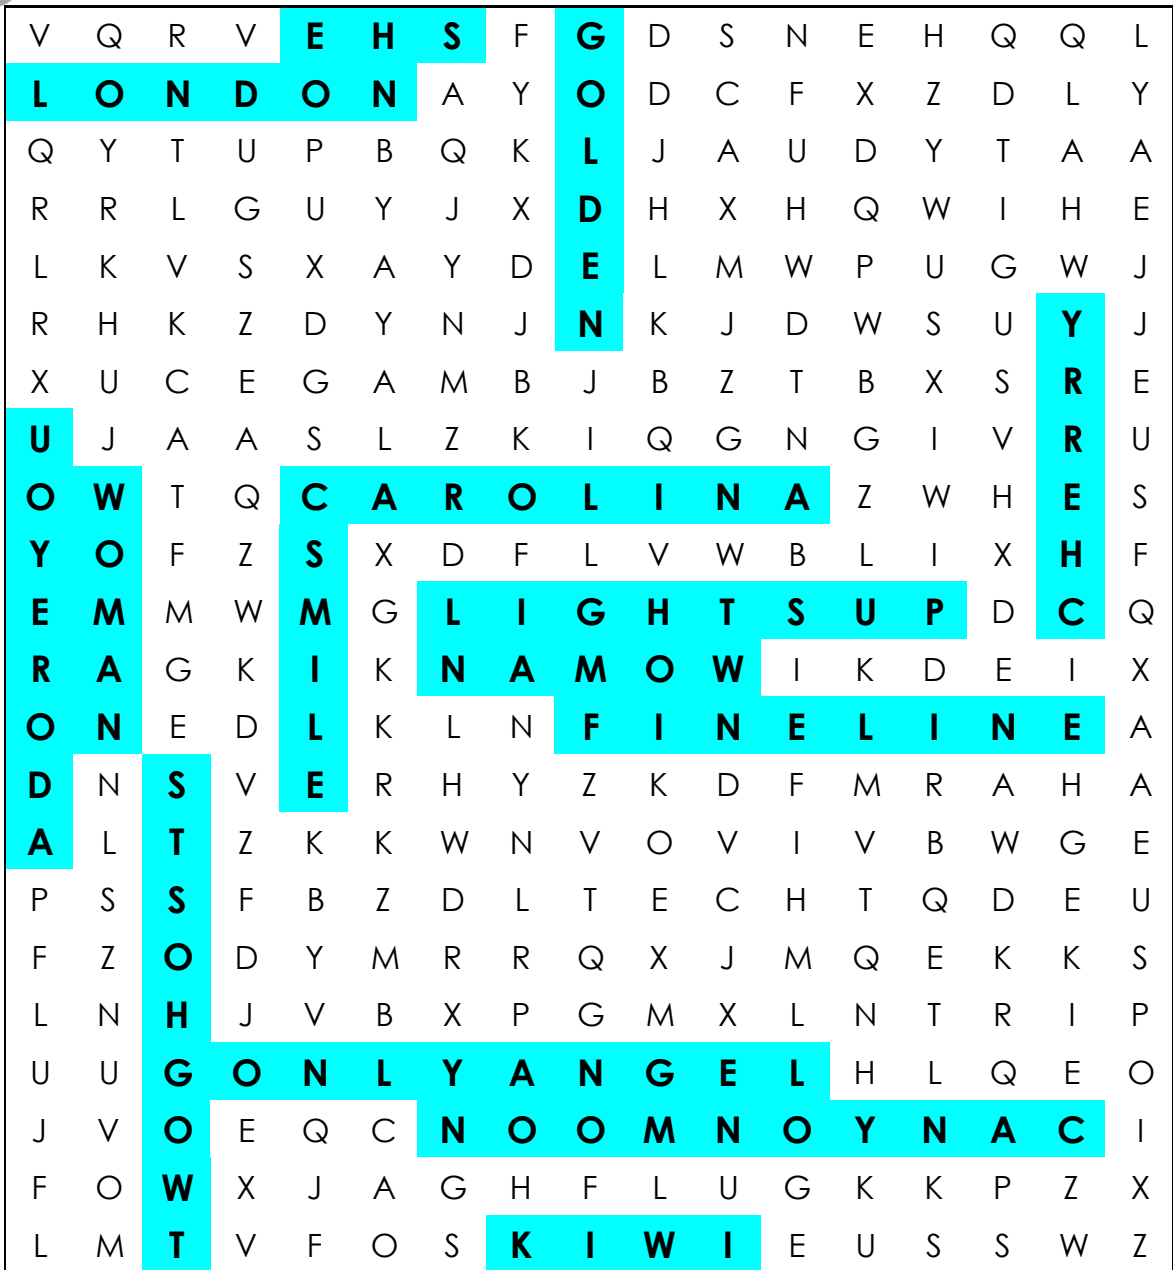 V Q R V E H S F G D S N E H Q Q L
L O N D O N A Y O D C F X Z D L Y
Q Y T U P B Q K L J A U D Y T A A
R R L G U Y J X D H X H Q W I H E
L K V S X A Y D E L M W P U G W J
R H K Z D Y N J N K J D W S U Y J
X U C E G A M B J B Z T B X S R E
U J A A S L Z K I Q G N G I V R U
O W T Q C A R O L I N A Z W H E S
Y O F Z S X D F L V W B L I X H F
E M M W M G L I G H T S U P D C Q
R A G K I K N A M O W I K D E I X
O N E D L K L N F I N E L I N E A
D N S V E R H Y Z K D F M R A H A
A L T Z K K W N V O V I V B W G E
P S S F B Z D L T E C H T Q D E U
F Z O D Y M R R Q X J M Q E K K S
L N H J V B X P G M X L N T R I P
U U G O N L Y A N G E L H L Q E O
J V O E Q C N O O M N O Y N A C I
F O W X J A G H F L U G K K P Z X
L M T V F O S K I W I E U S S W Z